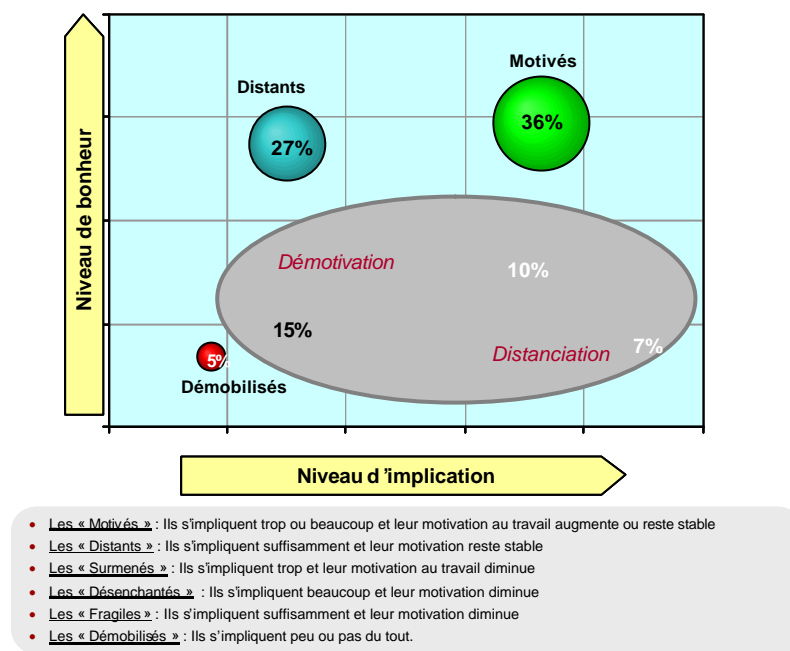 Motivés
Distants
36%
27%
Niveau de bonheur
Démotivation
10%
15%
7%
Distanciation
5%
Démobilisés
Niveau d 'implication
• Les « Motivés » : Ils s'impliquent trop ou beaucoup et leur motivation au travail augmente ou reste stable
• Les « Distants » : Ils s'impliquent suffisamment et leur motivation reste stable
• Les « Surmenés » : Ils s'impliquent trop et leur motivation au travail diminue
• Les « Désenchantés » : Ils s'impliquent beaucoup et leur motivation diminue
• Les « Fragiles » : Ils s'impliquent suffisamment et leur motivation diminue
• Les « Démobilisés » : Ils s'impliquent peu ou pas du tout.